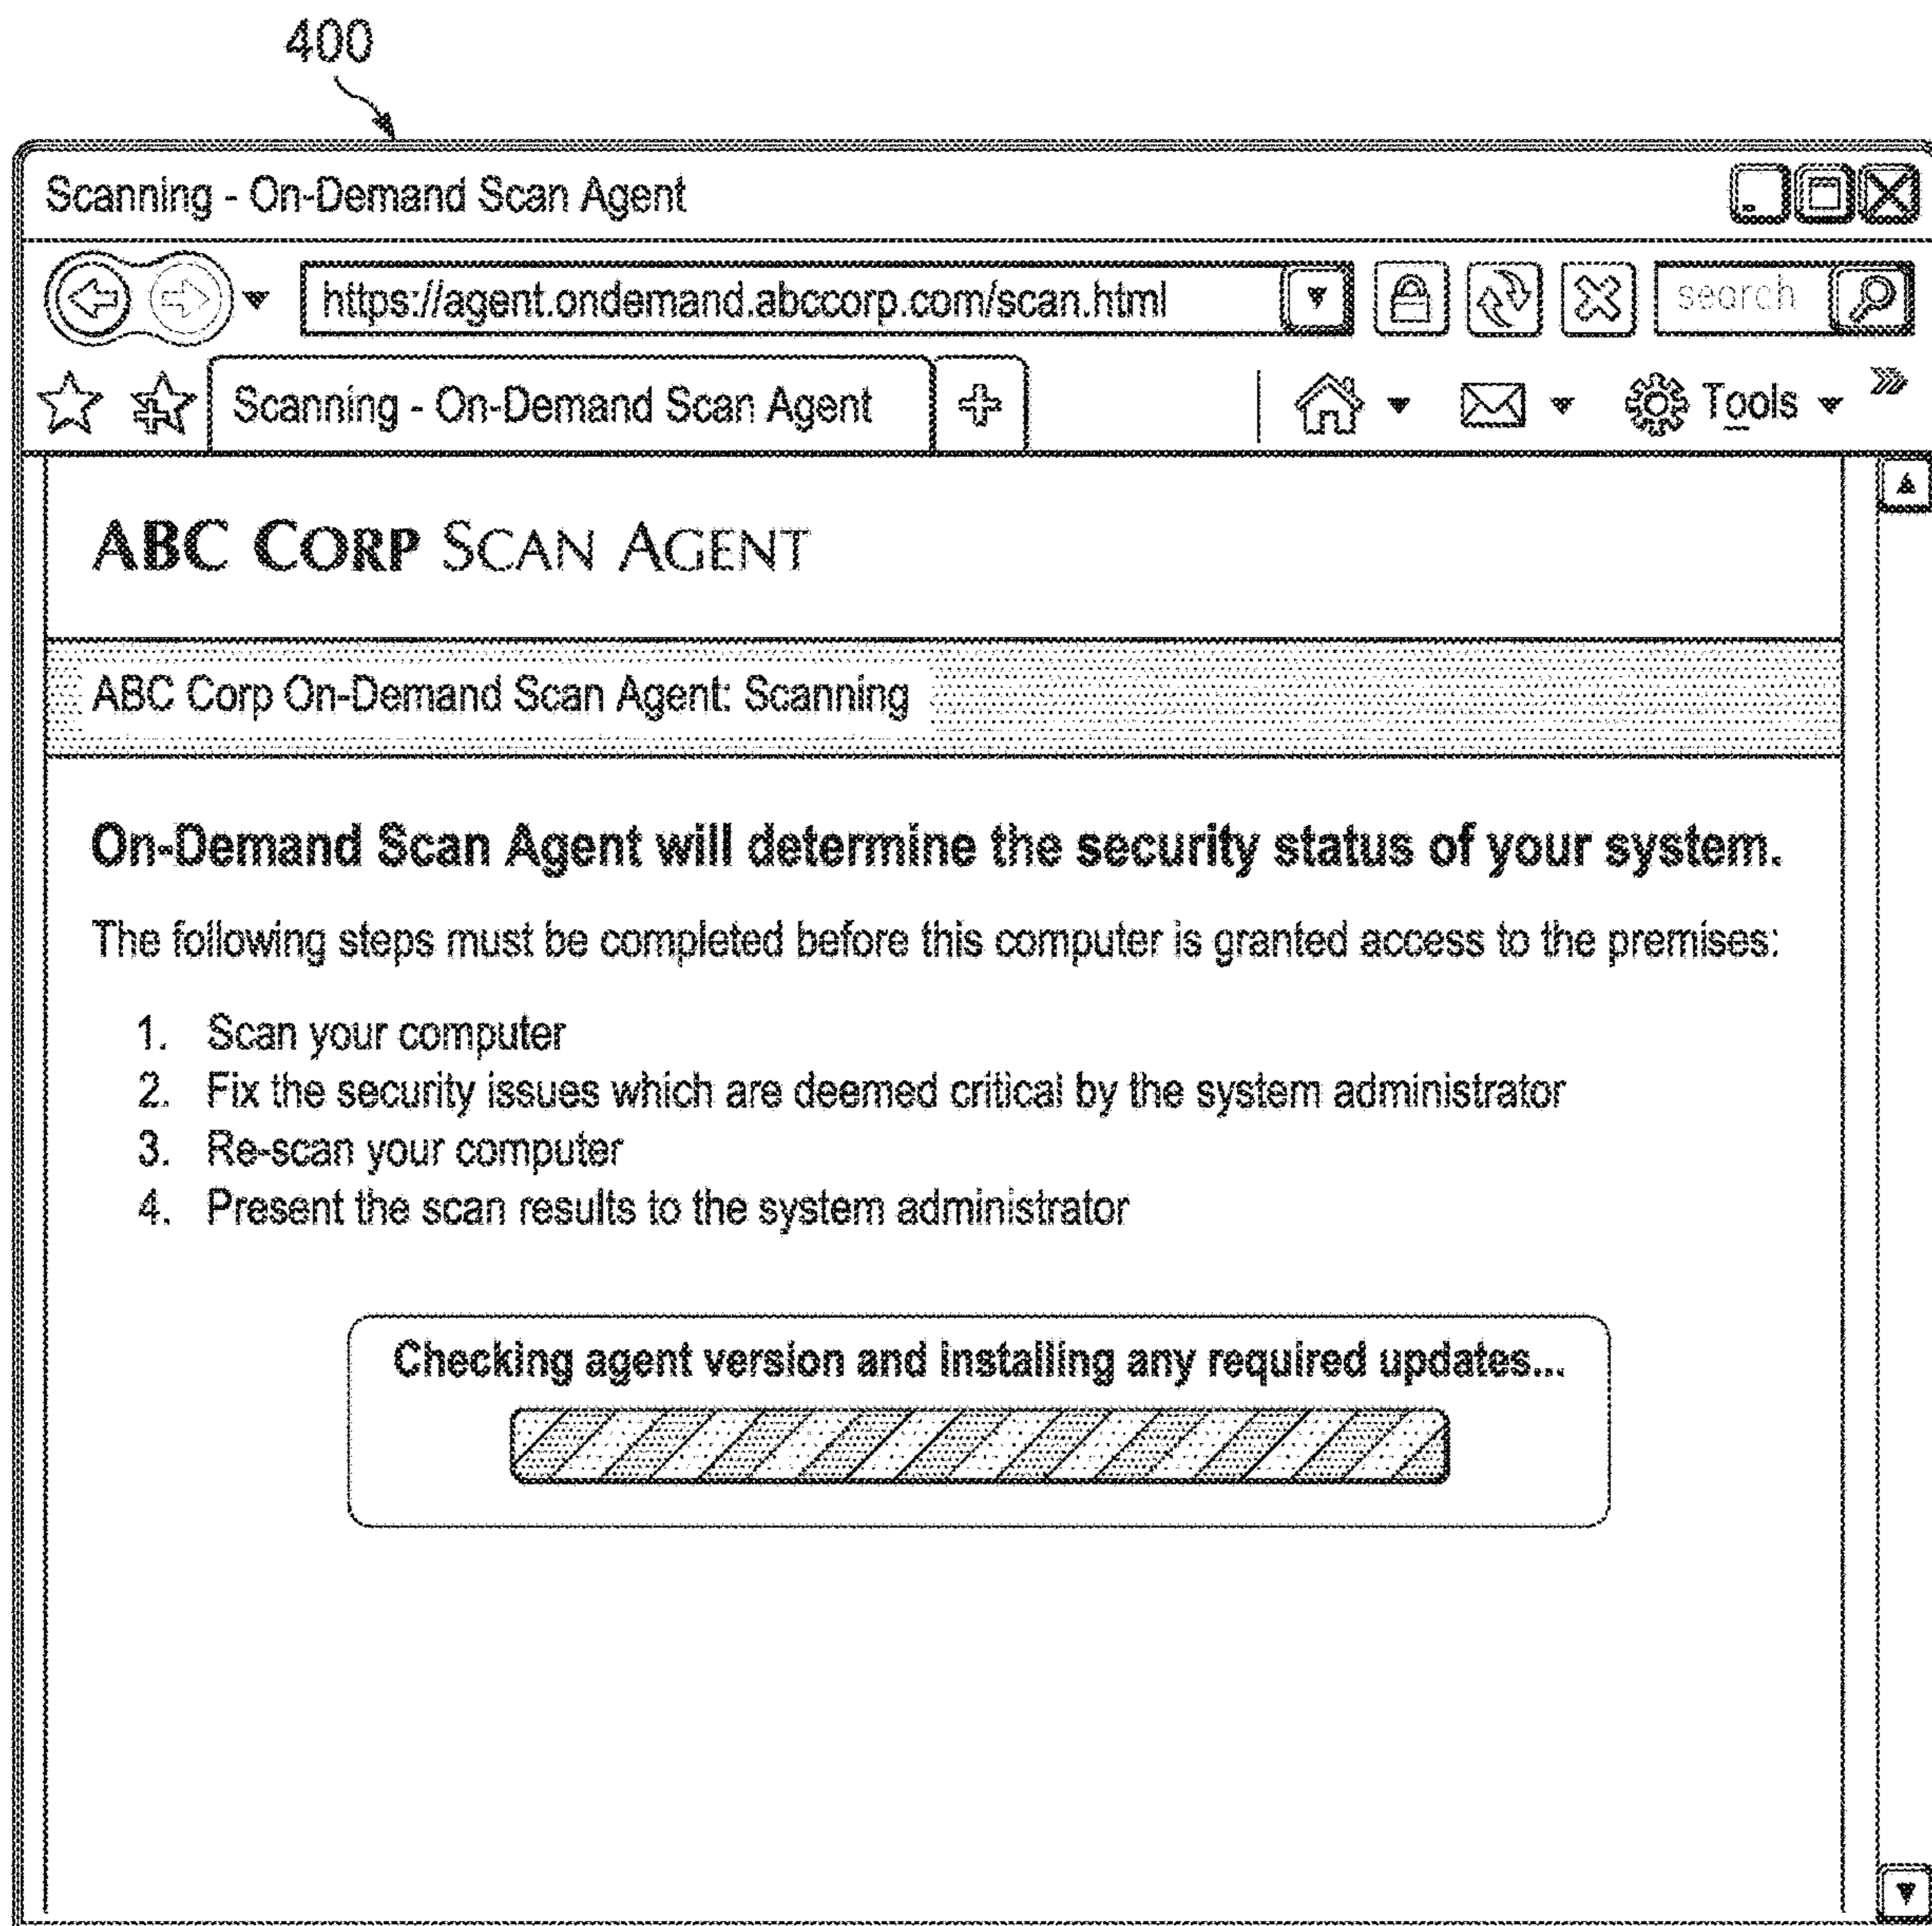 400
Scanning - On-Demand Scan Agent
https://agent.ondemand.abccorp.com/scan.html
search
Scanning - On-Demand Scan Agent
Tools
ABC CORP SCAN AGENT
ABC Corp On-Demand Scan Agent: Scanning
On-Demand Scan Agent will determine the security status of your system.
The following steps must be completed before this computer is granted access to the premises:
1. Scan your computer
2. Fix the security issues which are deemed critical by the system administrator
3. Re-scan your computer
4. Present the scan results to the system administrator
Checking agent version and installing any required updates...